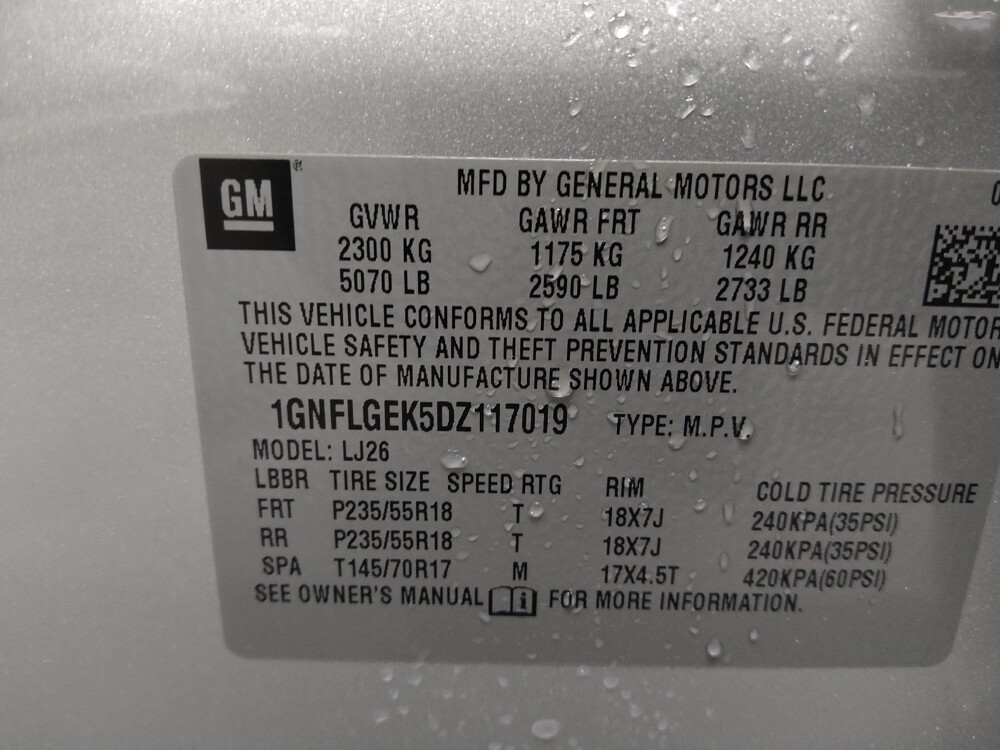 GM ®
MFD BY GENERAL MOTORS LLC
GVWR GAWR FRT GAWR RR
2300 KG 1175 KG 1240 KG
5070 LB 2590 LB 2733 LB
THIS VEHICLE CONFORMS TO ALL APPLICABLE U.S. FEDERAL MOTOR
VEHICLE SAFETY AND THEFT PREVENTION STANDARDS IN EFFECT ON
THE DATE OF MANUFACTURE SHOWN ABOVE.
1GNFLGEK5DZ117019 TYPE: M.P.V.
MODEL: LJ26
LBBR TIRE SIZE SPEED RTG RIM COLD TIRE PRESSURE
FRT P235/55R18 T 18X7J 240KPA(35PSI)
RR P235/55R18 T 18X7J 240KPA(35PSI)
SPA T145/70R17 M 17X4.5T 420KPA(60PSI)
SEE OWNER'S MANUAL i FOR MORE INFORMATION.